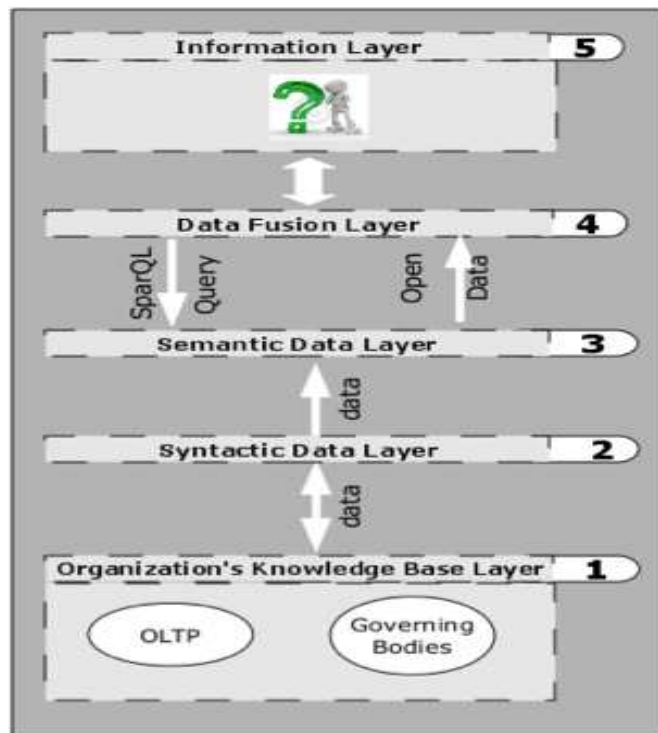 Information Layer 5
Data Fusion Layer 4
SparQL
Query
Open
Data
Semantic Data Layer 3
data
Syntactic Data Layer 2
data
Organization's Knowledge Base Layer 1
OLTP
Governing
Bodies